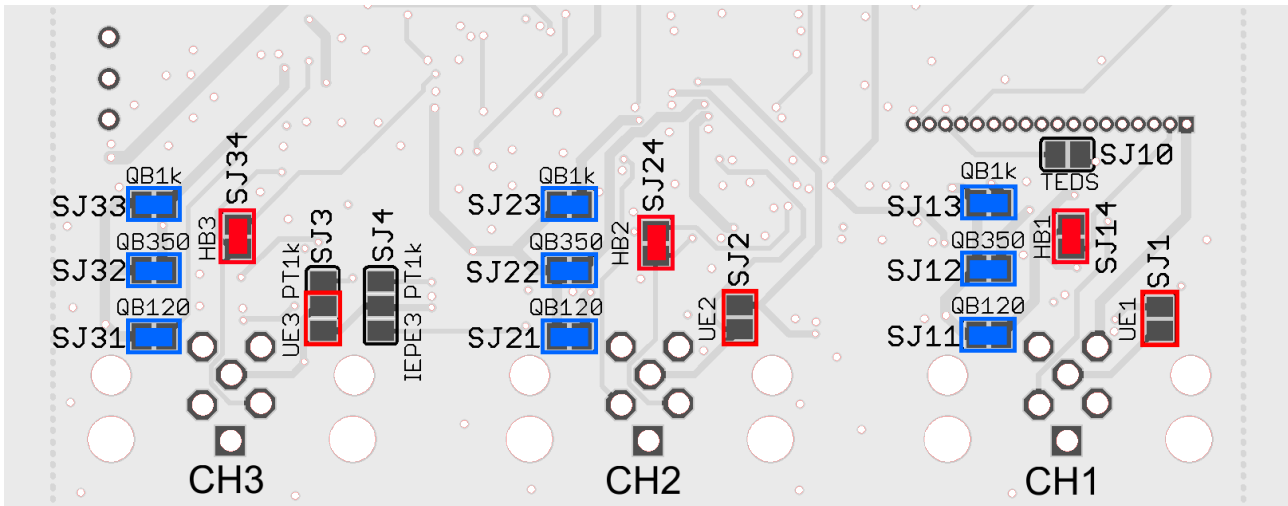 QB1k
SJ33
QB350
SJ32
QB120
SJ31
HB3
SJ34
UE3 PT1k
SJ3
SJ4
IEPE3 PT1k
CH3
QB1k
SJ23
QB350
SJ22
QB120
SJ21
HB2
SJ24
UE2
SJ2
CH2
QB1k
SJ13
QB350
SJ12
QB120
SJ11
SJ10
TEDS
HB1
SJ14
UE1
SJ1
CH1